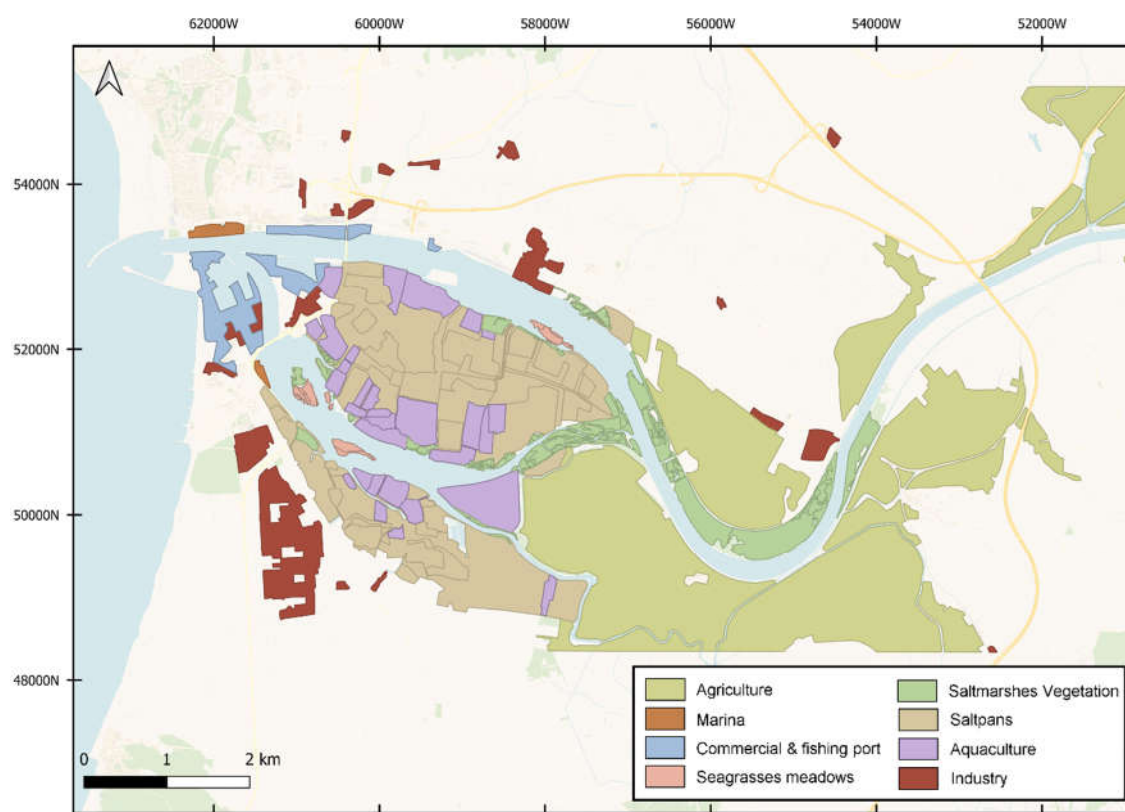 62000W 60000W 58000W 56000W 54000W 52000W
54000N
52000N
50000N
48000N
Agriculture
Marina
Commercial & fishing port
Seagrasses meadows
Saltmarshes Vegetation
Saltpans
Aquaculture
Industry
0 1 2 km